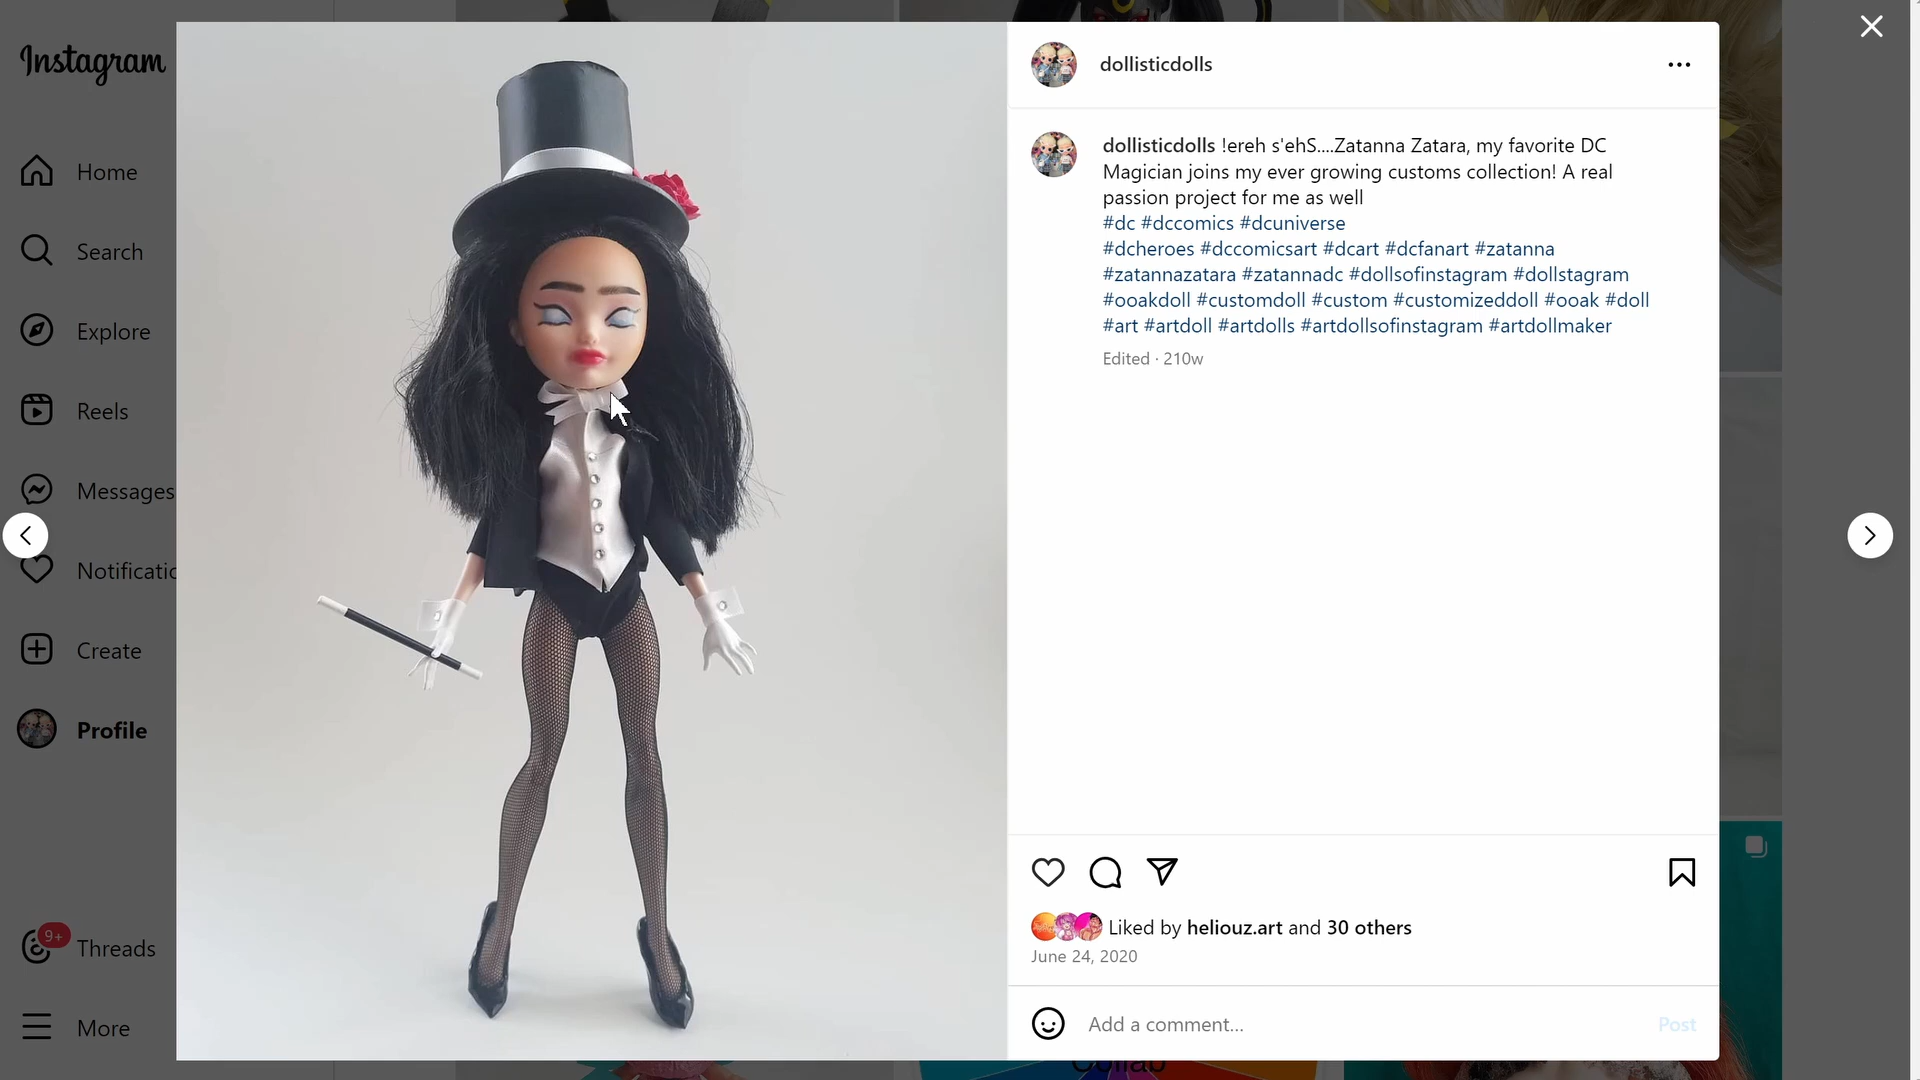 Instagram
Home
Search
Explore
Reels
Messages
Notificatic
Create
Profile
9+
Threads
More
dollisticdolls
dollisticdolls !ereh s'ehS....Zatanna Zatara, my favorite DC
Magician joins my ever growing customs collection! A real
passion project for me as well
#dc #dccomics #dcuniverse
#dcheroes #dccomicsart #dcart #dcfanart #zatanna
#zatannazatara #zatannadc #dollsofinstagram #dollstagram
#ooakdoll #customdoll #custom #customizeddoll #ooak #doll
#art #artdoll #artdolls #artdollsofinstagram #artdollmaker
Edited · 210w
Liked by heliouz.art and 30 others
June 24, 2020
Add a comment...
Post
Collab